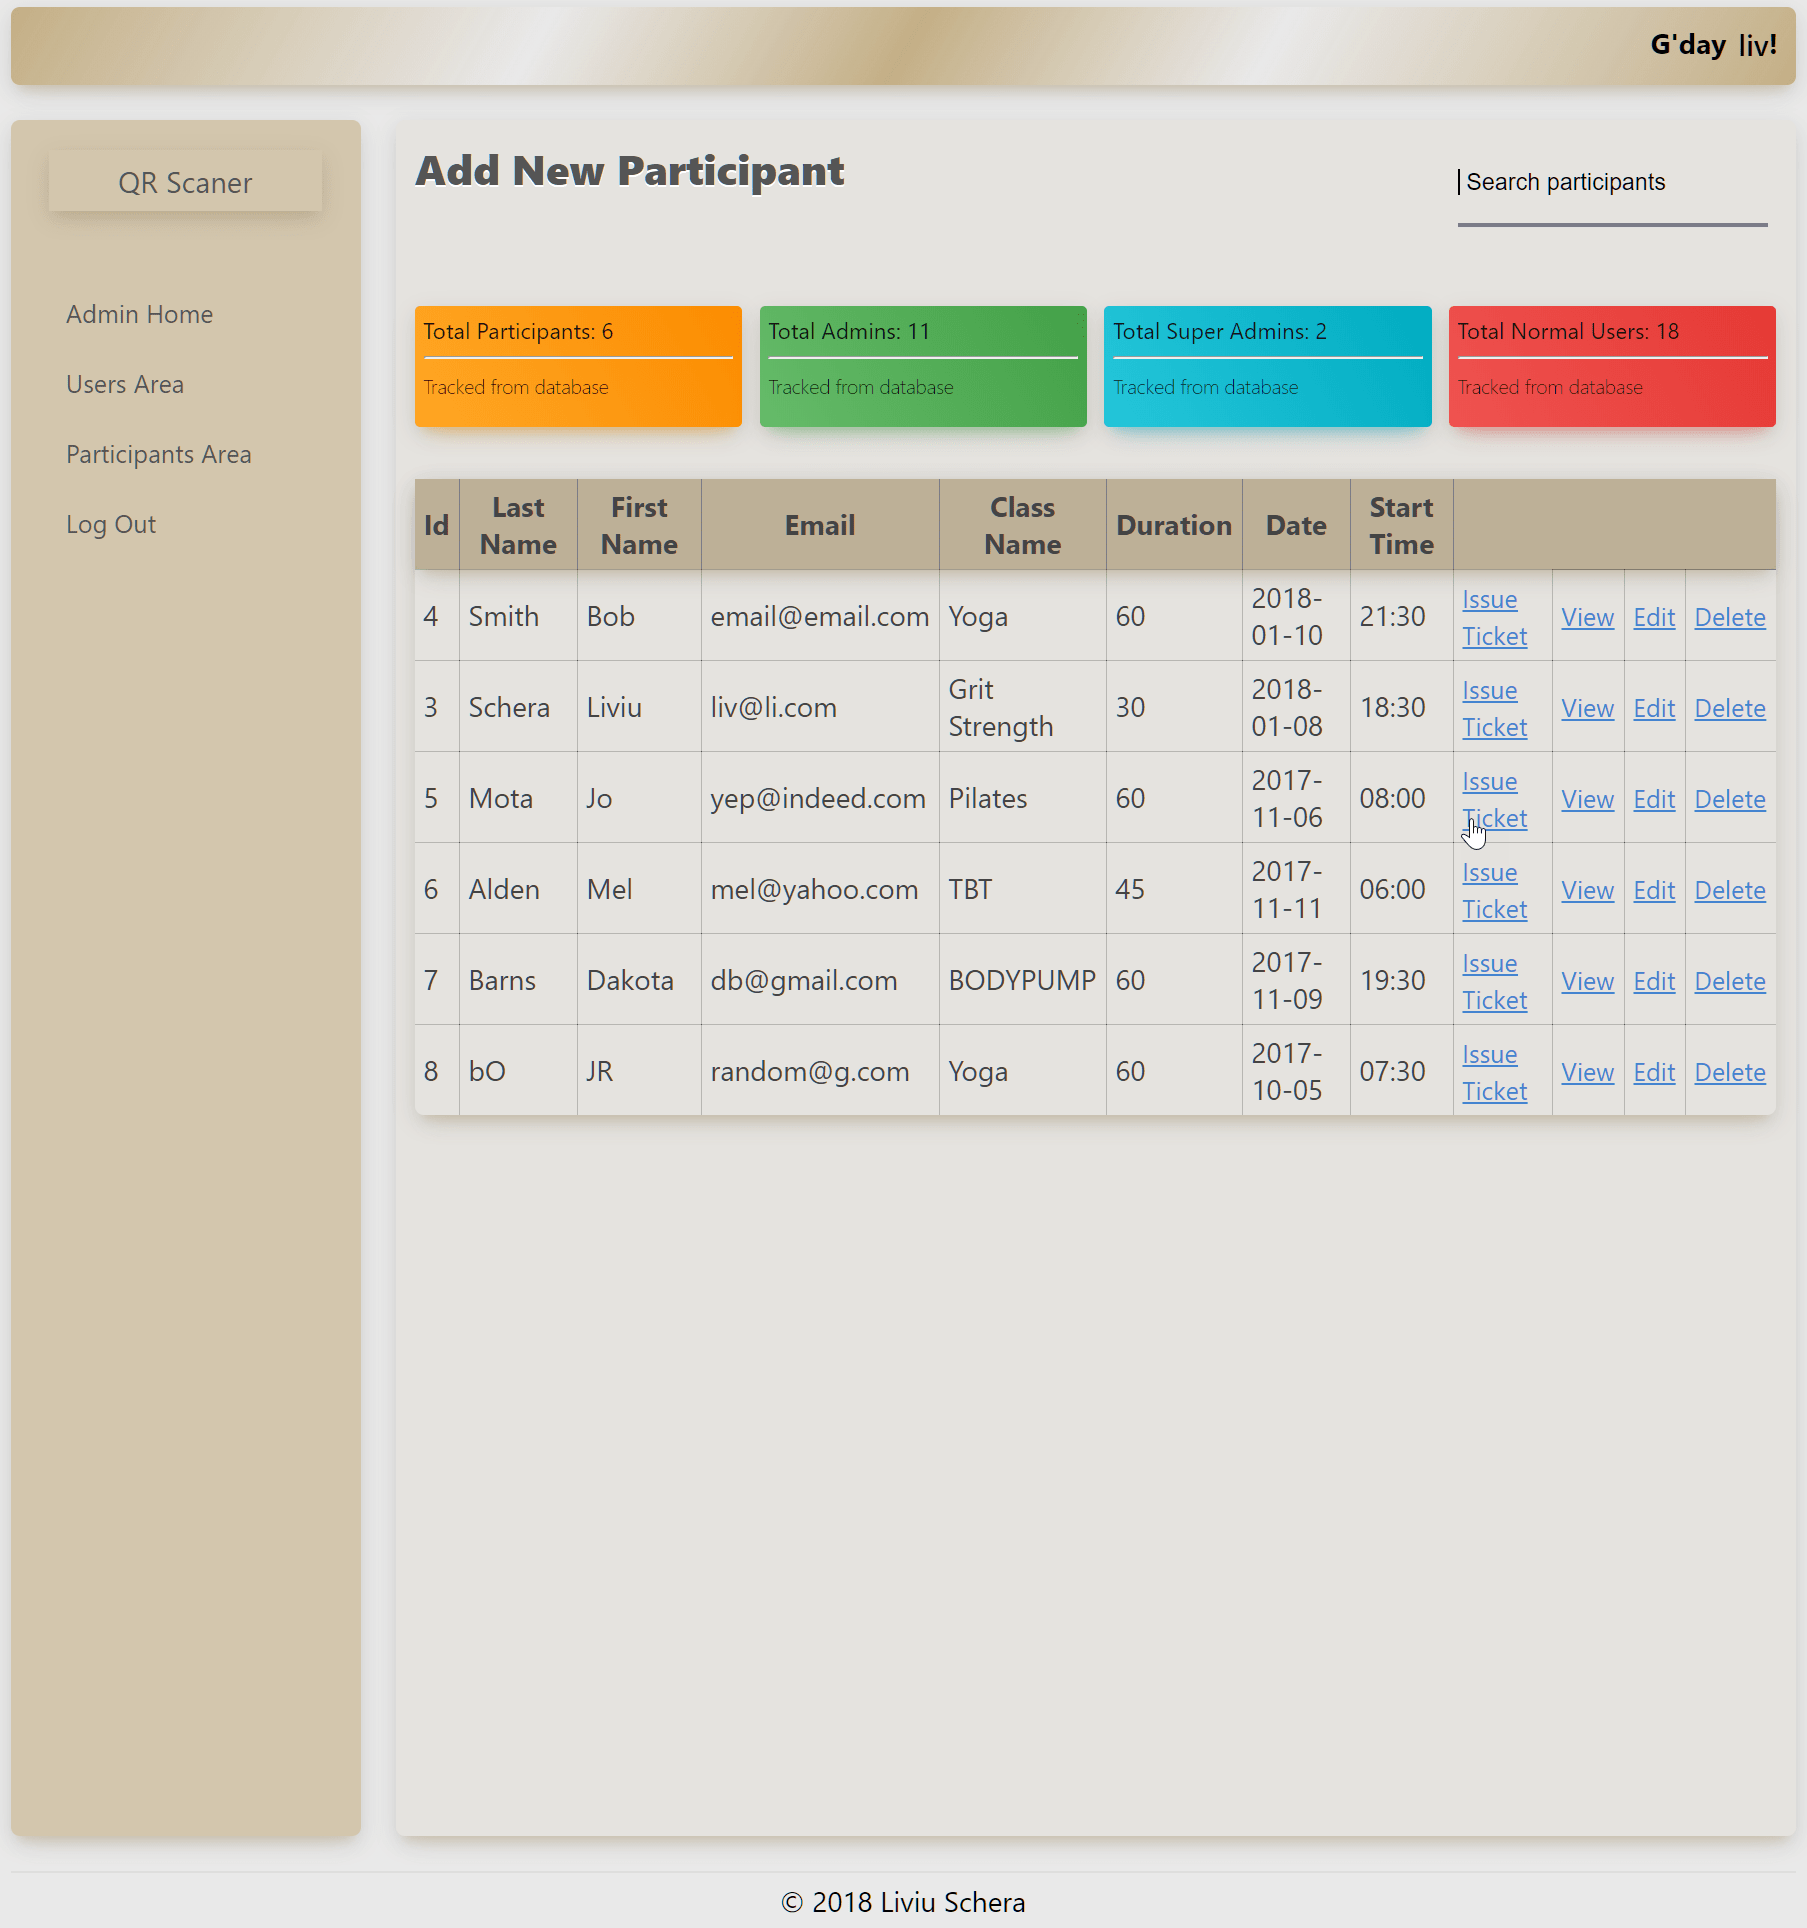 G'day liv!
QR Scaner
Admin Home
Users Area
Participants Area
Log Out
Add New Participant
Search participants
Total Participants: 6
Tracked from database
Total Admins: 11
Tracked from database
Total Super Admins: 2
Tracked from database
Total Normal Users: 18
Tracked from database
Id Last Name First Name Email Class Name Duration Date Start Time
4 Smith Bob email@email.com Yoga 60 2018-01-10 21:30 Issue Ticket View Edit Delete
3 Schera Liviu liv@li.com Grit Strength 30 2018-01-08 18:30 Issue Ticket View Edit Delete
5 Mota Jo yep@indeed.com Pilates 60 2017-11-06 08:00 Issue Ticket View Edit Delete
6 Alden Mel mel@yahoo.com TBT 45 2017-11-11 06:00 Issue Ticket View Edit Delete
7 Barns Dakota db@gmail.com BODYPUMP 60 2017-11-09 19:30 Issue Ticket View Edit Delete
8 bO JR random@g.com Yoga 60 2017-10-05 07:30 Issue Ticket View Edit Delete
© 2018 Liviu Schera